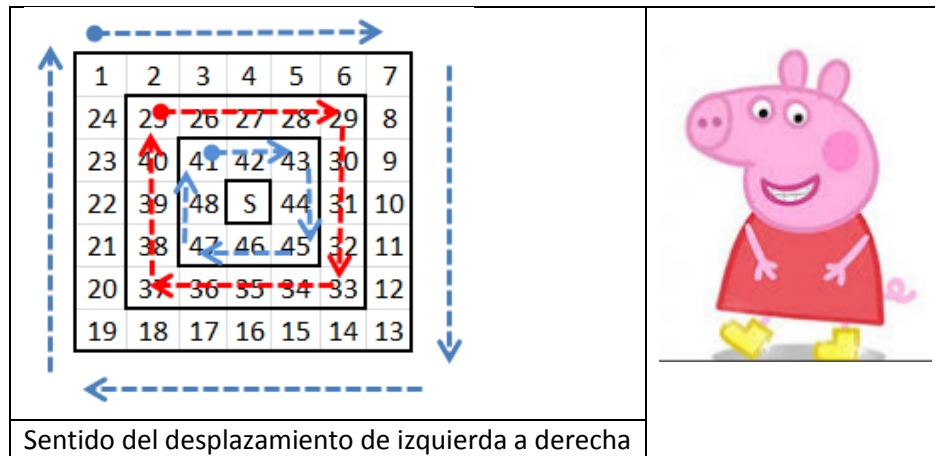 1 2 3 4 5 6 7
24 25 26 27 28 29 8
23 40 41 42 43 30 9
22 39 48 S 44 31 10
21 38 47 46 45 32 11
20 37 36 35 34 33 12
19 18 17 16 15 14 13
Sentido del desplazamiento de izquierda a derecha